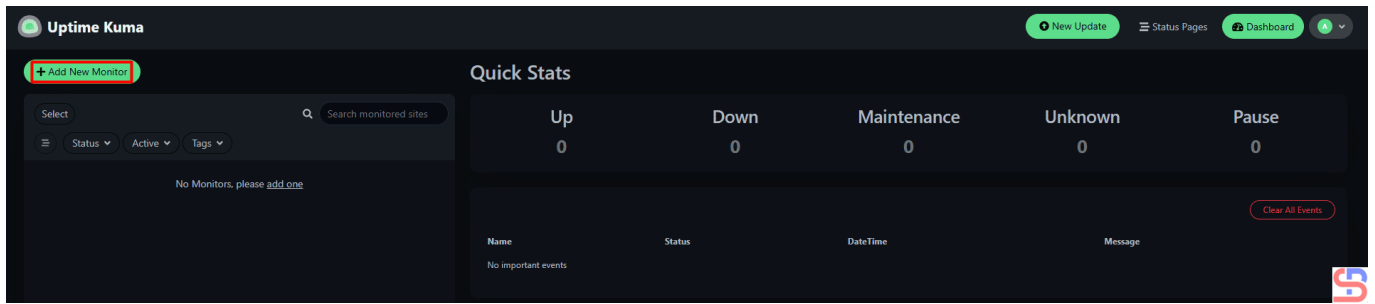 Uptime Kuma
New Update
Status Pages
Dashboard
A
+ Add New Monitor
Select
Search monitored sites
Status
Active
Tags
No Monitors, please add one
Quick Stats
Up
Down
Maintenance
Unknown
Pause
0
0
0
0
0
Clear All Events
Name
Status
DateTime
Message
No important events